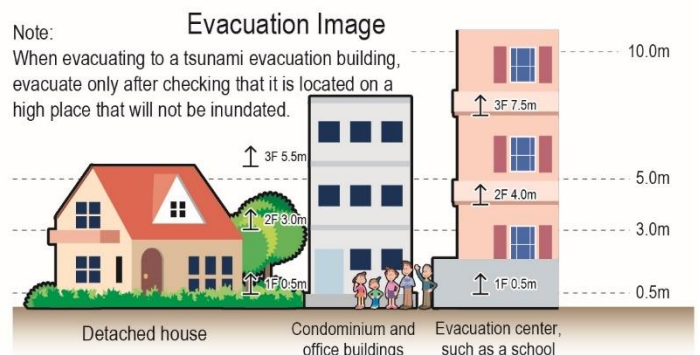 Evacuation Image
Note:
When evacuating to a tsunami evacuation building,
evacuate only after checking that it is located on a
high place that will not be inundated.
10.0m
3F 7.5m
3F 5.5m
5.0m
2F 4.0m
2F 3.0m
3.0m
1F 0.5m
1F 0.5m
0.5m
Detached house
Condominium and
office buildings
Evacuation center,
such as a school